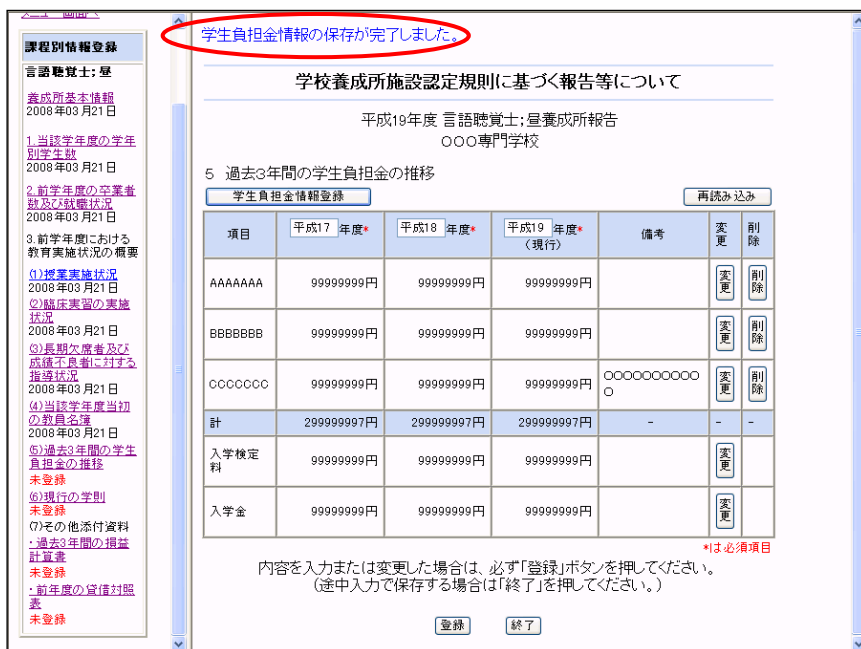 メニュー画面へ
課程別情報登録
言語聴覚士;昼
養成所基本情報
2008年03月21日
1.当該学年度の学年
別学生数
2008年03月21日
2.前学年度の卒業者
数及び就職状況
2008年03月21日
3.前学年度における
教育実施状況の概要
(1)授業実施状況
2008年03月21日
(2)臨床実習の実施
状況
2008年03月21日
(3)長期欠席者及び
成績不良者に対する
指導状況
2008年03月21日
(4)当該学年度当初
の教員名簿
2008年03月21日
(5)過去3年間の学生
負担金の推移
未登録
(6)現行の学則
未登録
(7)その他添付資料
・過去3年間の損益
計算書
未登録
・前年度の貸借対照
表
未登録
学生負担金情報の保存が完了しました。
学校養成所施設認定規則に基づく報告等について
平成19年度 言語聴覚士;昼養成所報告
○○○専門学校
5 過去3年間の学生負担金の推移
学生負担金情報登録 再読み込み
項目 平成17 年度* 平成18 年度* 平成19 年度* (現行) 備考 変更 削除
AAAAAAA 99999999円 99999999円 99999999円 変更 削除
BBBBBBB 99999999円 99999999円 99999999円 変更 削除
CCCCCCC 99999999円 99999999円 99999999円 ○○○○○○○○○○○ 変更 削除
計 299999997円 299999997円 299999997円 - - -
入学検定料 99999999円 99999999円 99999999円 変更
入学金 99999999円 99999999円 99999999円 変更
*は必須項目
内容を入力または変更した場合は、必ず「登録」ボタンを押してください。
(途中入力で保存する場合は「終了」を押してください。)
登録 終了